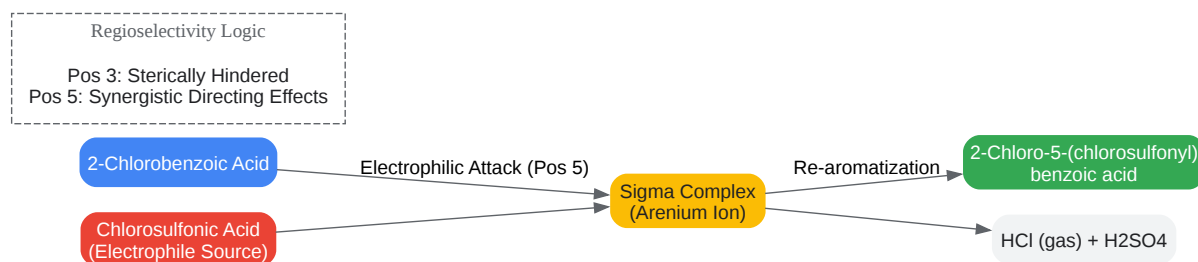 Regioselectivity Logic
Pos 3: Sterically Hindered
Pos 5: Synergistic Directing Effects
2-Chlorobenzoic Acid
Electrophilic Attack (Pos 5)
Re-aromatization
2-Chloro-5-(chlorosulfonyl)
benzoic acid
Sigma Complex
(Arenium Ion)
Chlorosulfonic Acid
(Electrophile Source)
HCl (gas) + H2SO4